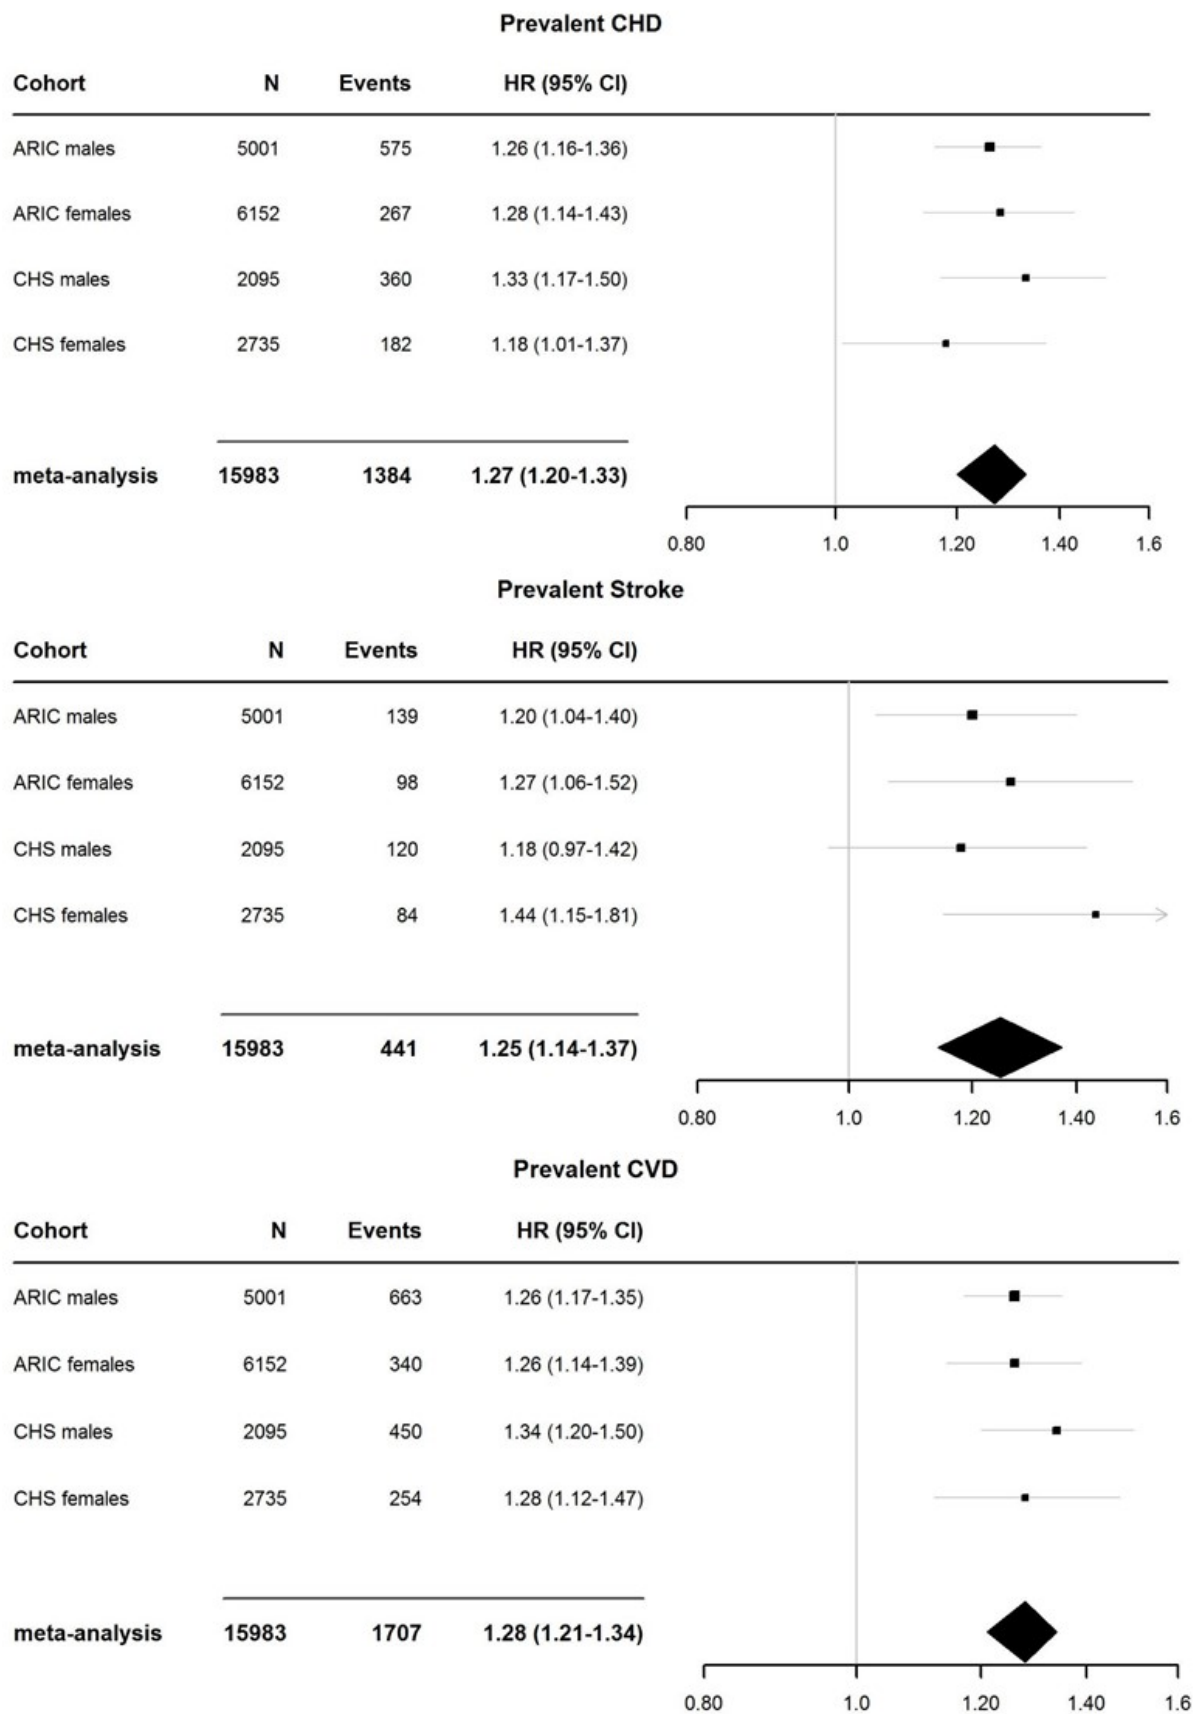 Prevalent CHD
Cohort N Events HR (95% CI)
ARIC males 5001 575 1.26 (1.16-1.36)
ARIC females 6152 267 1.28 (1.14-1.43)
CHS males 2095 360 1.33 (1.17-1.50)
CHS females 2735 182 1.18 (1.01-1.37)
meta-analysis 15983 1384 1.27 (1.20-1.33)
0.80 1.0 1.20 1.40 1.6
Prevalent Stroke
Cohort N Events HR (95% CI)
ARIC males 5001 139 1.20 (1.04-1.40)
ARIC females 6152 98 1.27 (1.06-1.52)
CHS males 2095 120 1.18 (0.97-1.42)
CHS females 2735 84 1.44 (1.15-1.81)
meta-analysis 15983 441 1.25 (1.14-1.37)
0.80 1.0 1.20 1.40 1.6
Prevalent CVD
Cohort N Events HR (95% CI)
ARIC males 5001 663 1.26 (1.17-1.35)
ARIC females 6152 340 1.26 (1.14-1.39)
CHS males 2095 450 1.34 (1.20-1.50)
CHS females 2735 254 1.28 (1.12-1.47)
meta-analysis 15983 1707 1.28 (1.21-1.34)
0.80 1.0 1.20 1.40 1.6